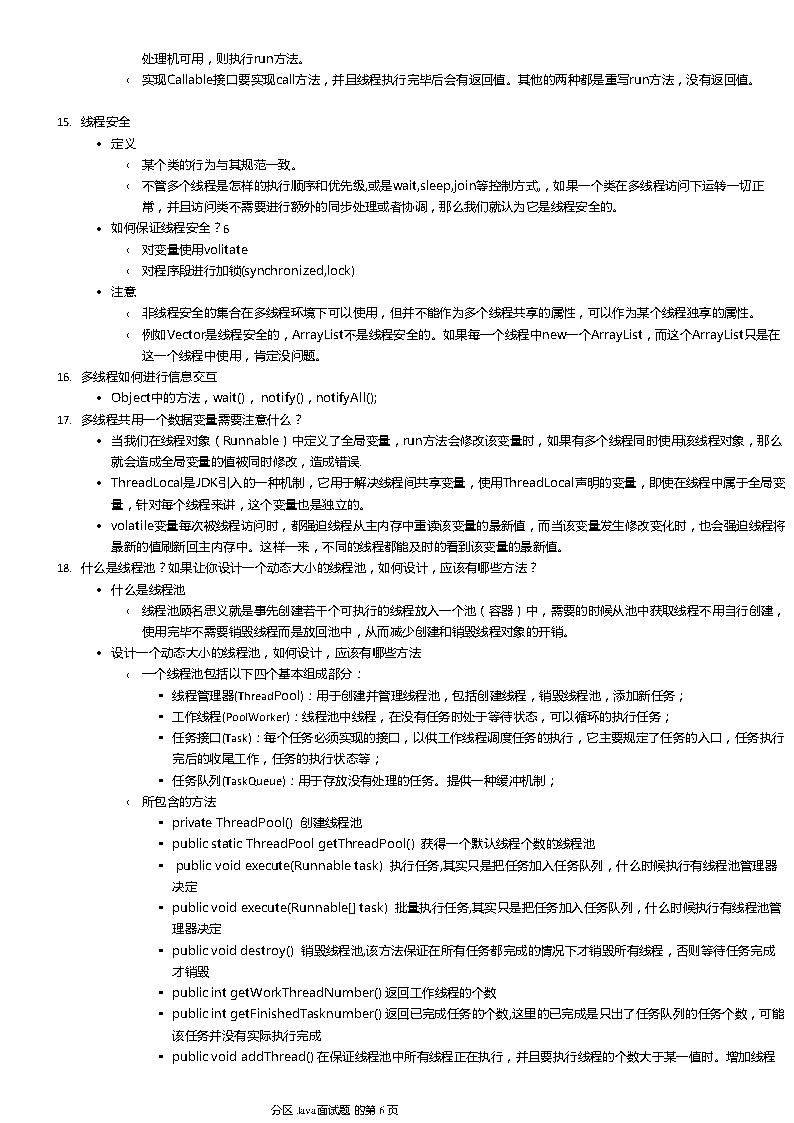 处理机可用，则执行run方法。
‹ 实现Callable接口要实现call方法，并且线程执行完毕后会有返回值。其他的两种都是重写run方法，没有返回值。
15. 线程安全
• 定义
‹ 某个类的行为与其规范一致。
‹ 不管多个线程是怎样的执行顺序和优先级,或是wait,sleep,join等控制方式,，如果一个类在多线程访问下运转一切正
常，并且访问类不需要进行额外的同步处理或者协调，那么我们就认为它是线程安全的。
• 如何保证线程安全？6
‹ 对变量使用volitate
‹ 对程序段进行加锁(synchronized,lock)
• 注意
‹ 非线程安全的集合在多线程环境下可以使用，但并不能作为多个线程共享的属性，可以作为某个线程独享的属性。
‹ 例如Vector是线程安全的，ArrayList不是线程安全的。如果每一个线程中new一个ArrayList，而这个ArrayList只是在
这一个线程中使用，肯定没问题。
16. 多线程如何进行信息交互
• Object中的方法，wait()， notify()，notifyAll();
17. 多线程共用一个数据变量需要注意什么？
• 当我们在线程对象（Runnable）中定义了全局变量，run方法会修改该变量时，如果有多个线程同时使用该线程对象，那么
就会造成全局变量的值被同时修改，造成错误.
• ThreadLocal是JDK引入的一种机制，它用于解决线程间共享变量，使用ThreadLocal声明的变量，即使在线程中属于全局变
量，针对每个线程来讲，这个变量也是独立的。
• volatile变量每次被线程访问时，都强迫线程从主内存中重读该变量的最新值，而当该变量发生修改变化时，也会强迫线程将
最新的值刷新回主内存中。这样一来，不同的线程都能及时的看到该变量的最新值。
18. 什么是线程池？如果让你设计一个动态大小的线程池，如何设计，应该有哪些方法？
• 什么是线程池
‹ 线程池顾名思义就是事先创建若干个可执行的线程放入一个池（容器）中，需要的时候从池中获取线程不用自行创建，
使用完毕不需要销毁线程而是放回池中，从而减少创建和销毁线程对象的开销。
• 设计一个动态大小的线程池，如何设计，应该有哪些方法
‹ 一个线程池包括以下四个基本组成部分：
▪ 线程管理器(ThreadPool)：用于创建并管理线程池，包括创建线程，销毁线程池，添加新任务；
▪ 工作线程(PoolWorker)：线程池中线程，在没有任务时处于等待状态，可以循环的执行任务；
▪ 任务接口(Task)：每个任务必须实现的接口，以供工作线程调度任务的执行，它主要规定了任务的入口，任务执行
完后的收尾工作，任务的执行状态等；
▪ 任务队列(TaskQueue)：用于存放没有处理的任务。提供一种缓冲机制；
‹ 所包含的方法
▪ private ThreadPool() 创建线程池
▪ public static ThreadPool getThreadPool() 获得一个默认线程个数的线程池
▪ public void execute(Runnable task) 执行任务,其实只是把任务加入任务队列，什么时候执行有线程池管理器
决定
▪ public void execute(Runnable[] task) 批量执行任务,其实只是把任务加入任务队列，什么时候执行有线程池管
理器决定
▪ public void destroy() 销毁线程池,该方法保证在所有任务都完成的情况下才销毁所有线程，否则等待任务完成
才销毁
▪ public int getWorkThreadNumber() 返回工作线程的个数
▪ public int getFinishedTasknumber() 返回已完成任务的个数,这里的已完成是只出了任务队列的任务个数，可能
该任务并没有实际执行完成
▪ public void addThread() 在保证线程池中所有线程正在执行，并且要执行线程的个数大于某一值时。增加线程
分区 Java面试题 的第 6 页